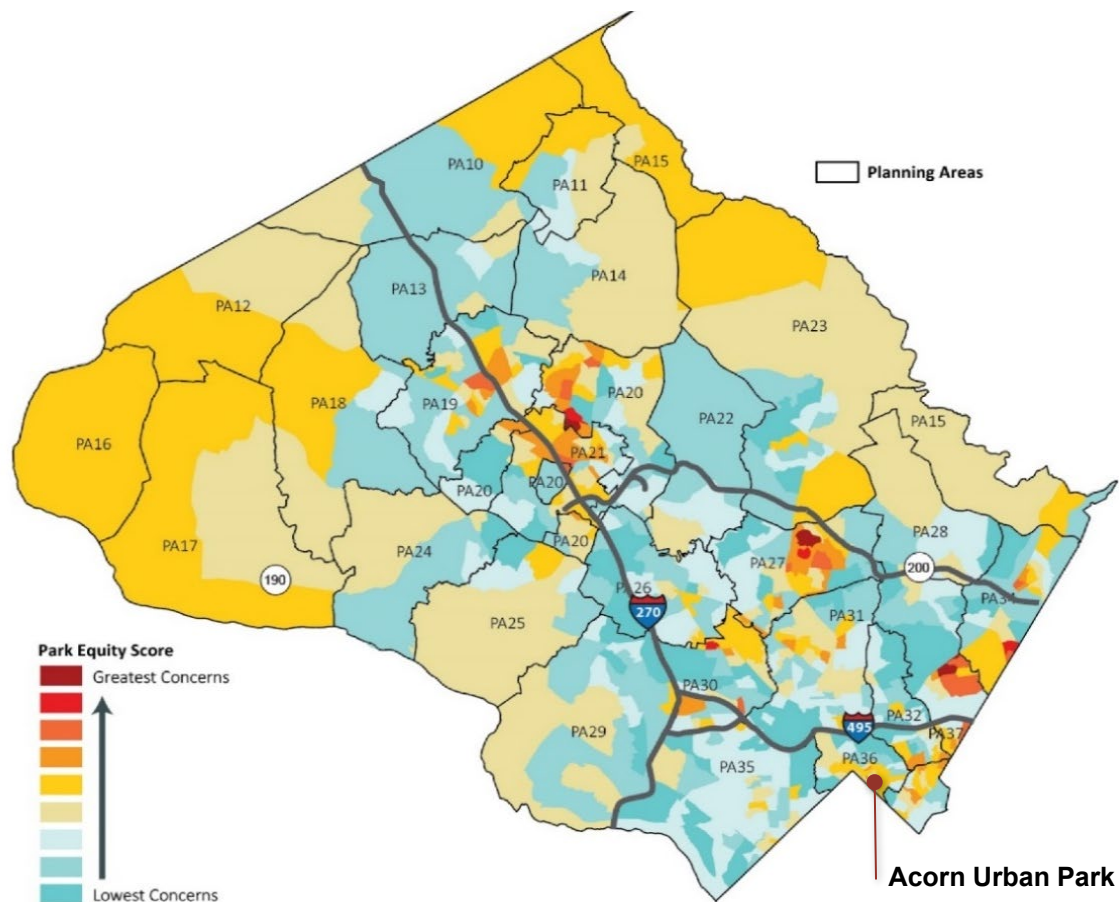 PA10
PA15
Planning Areas
PA11
PA14
PA13
PA12
PA23
PA18
PA19
PA20
PA22
PA16
PA15
PA21
PA20
PA20
PA17
PA24
PA20
PA28
190
PA27
200
PA26
PA34
270
PA31
PA25
Park Equity Score
Greatest Concerns
PA30
PA29
495
PA32
PA37
PA36
PA35
Acorn Urban Park
Lowest Concerns